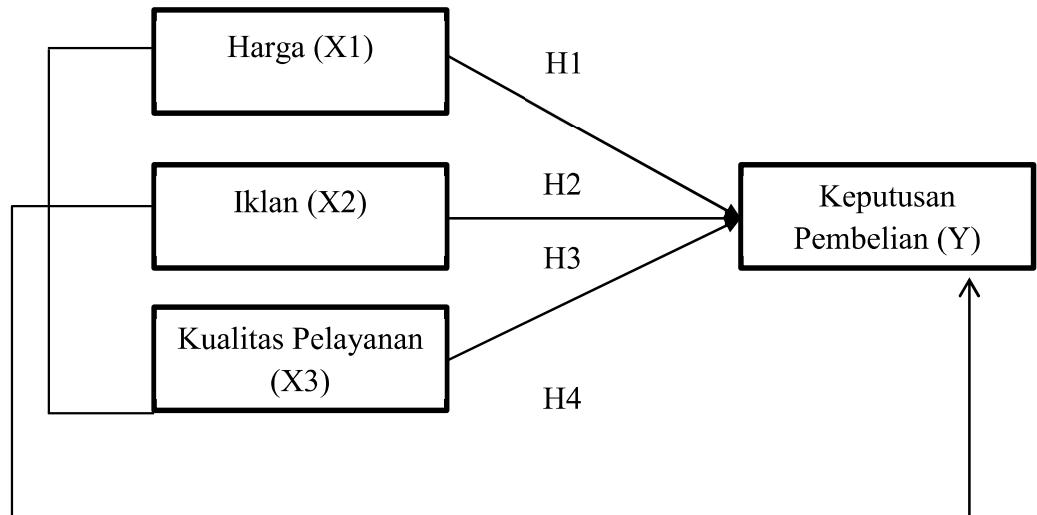 Harga (X1)
H1
Iklan (X2)
H2
Keputusan
Pembelian (Y)
H3
Kualitas Pelayanan
(X3)
H4